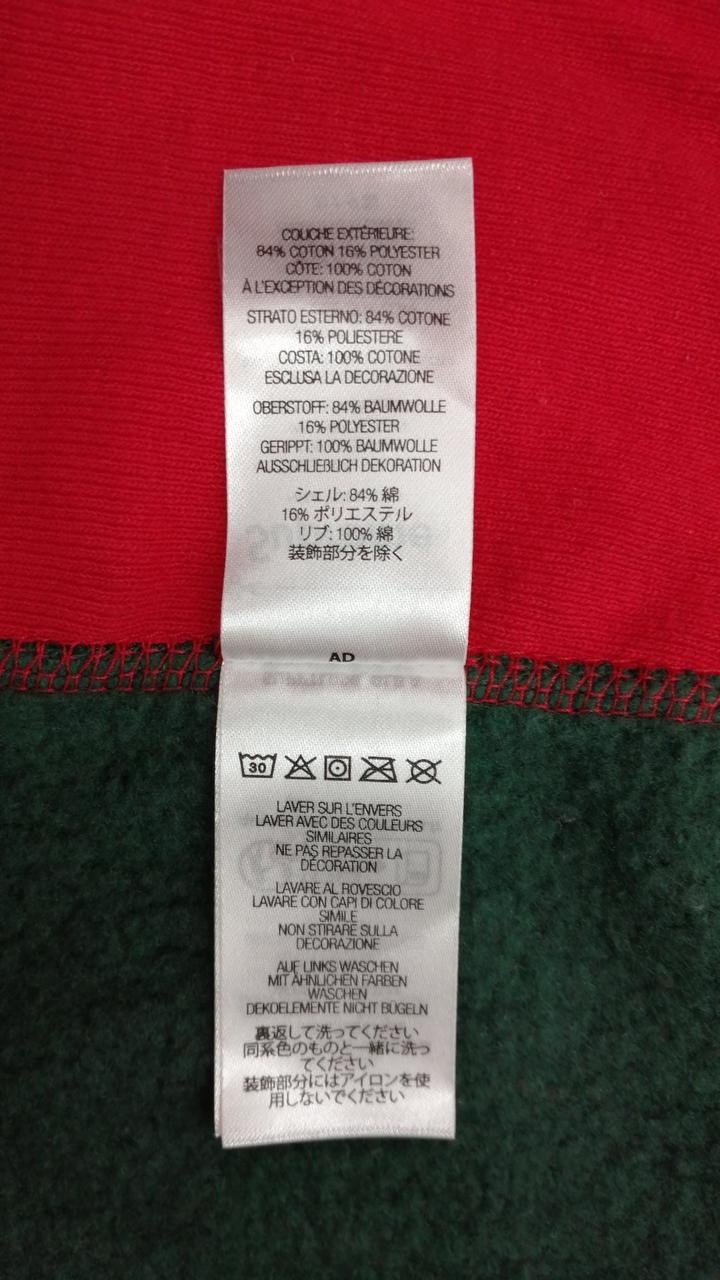 COUCHE EXTÉRIEURE:
84% COTON 16% POLYESTER
CÔTE: 100% COTON
À L'EXCEPTION DES DÉCORATIONS
STRATO ESTERNO: 84% COTONE
16% POLIESTERE
COSTA: 100% COTONE
ESCLUSA LA DECORAZIONE
OBERSTOFF: 84% BAUMWOLLE
16% POLYESTER
GERIPPT: 100% BAUMWOLLE
AUSSCHLIEßLICH DEKORATION
シェル: 84% 綿
16% ポリエステル
リブ: 100% 綿
装飾部分を除く
AD
30
LAVER SUR L'ENVERS
LAVER AVEC DES COULEURS
SIMILAIRES
NE PAS REPASSER LA
DÉCORATION
LAVARE AL ROVESCIO
LAVARE CON CAPI DI COLORE
SIMILE
NON STIRARE SULLA
DECORAZIONE
AUF LINKS WASCHEN
MIT ÄHNLICHEN FARBEN
WASCHEN
DEKOELEMENTE NICHT BÜGELN
裏返して洗ってください
同系色のものと一緒に洗っ
てください
装飾部分にはアイロンを使
用しないでください